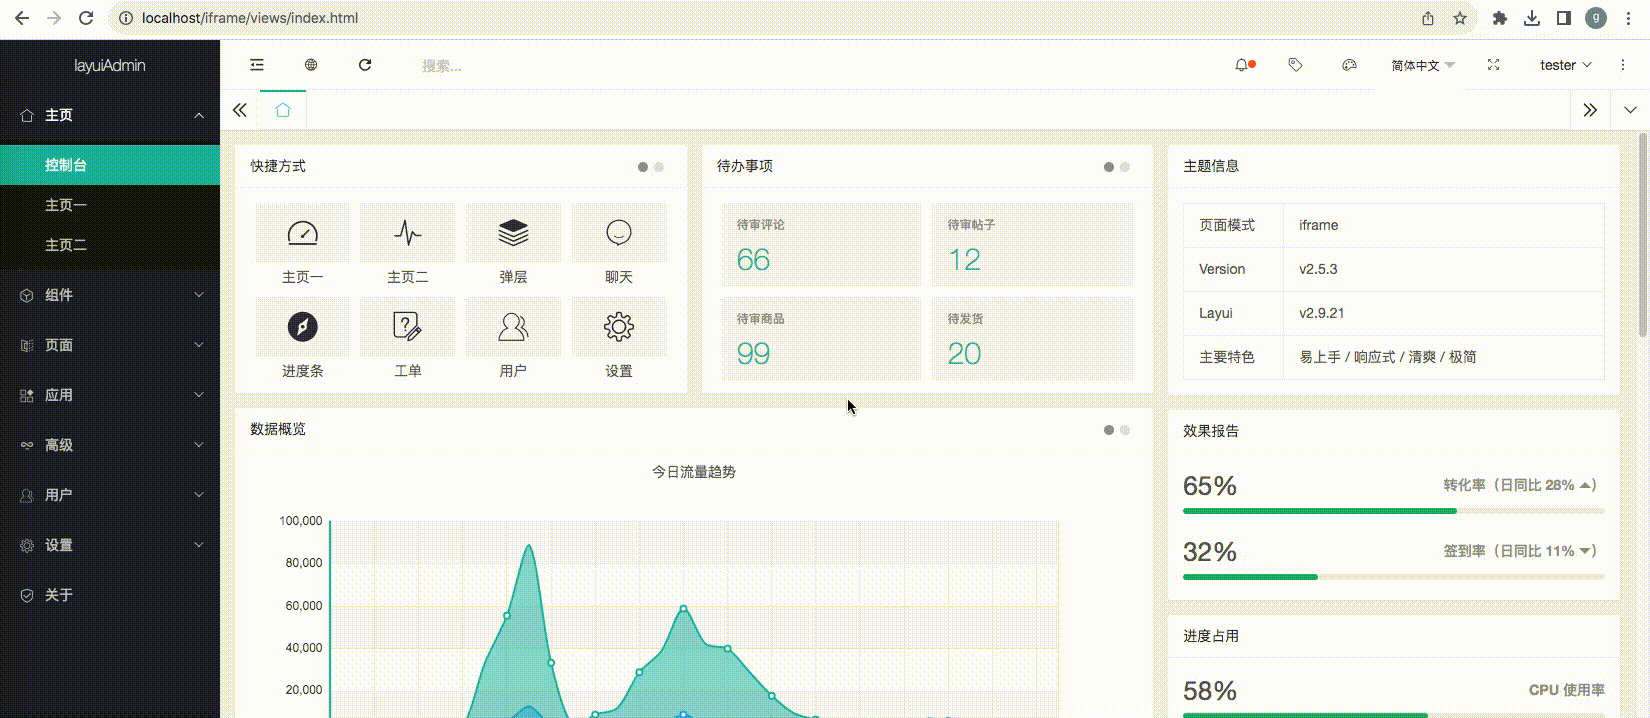 localhost/iframe/views/index.html
g
layuiAdmin
搜索...
简体中文
tester
主页
控制台
主页一
主页二
组件
页面
应用
高级
用户
设置
关于
快捷方式
主页一
主页二
弹层
聊天
进度条
工单
用户
设置
待办事项
待审评论
66
待审帖子
12
待审商品
99
待发货
20
主题信息
页面模式 iframe
Version v2.5.3
Layui v2.9.21
主要特色 易上手 / 响应式 / 清爽 / 极简
数据概览
今日流量趋势
100,000
80,000
60,000
40,000
20,000
效果报告
65% 转化率（日同比 28% ▲）
32% 签到率（日同比 11% ▼）
进度占用
58% CPU 使用率